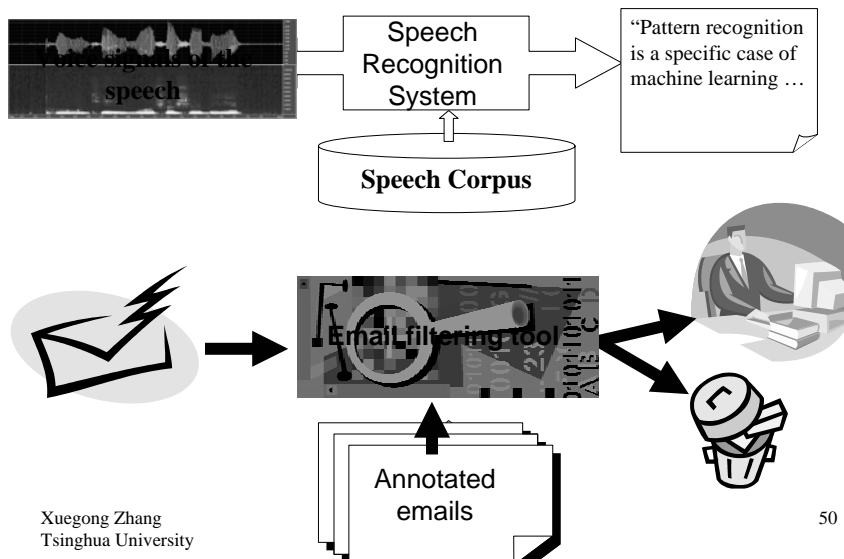 Voice signals of the
speech
Speech
Recognition
System
“Pattern recognition
is a specific case of
machine learning …
Speech Corpus
Email filtering tool
Annotated
emails
Xuegong Zhang
Tsinghua University
50